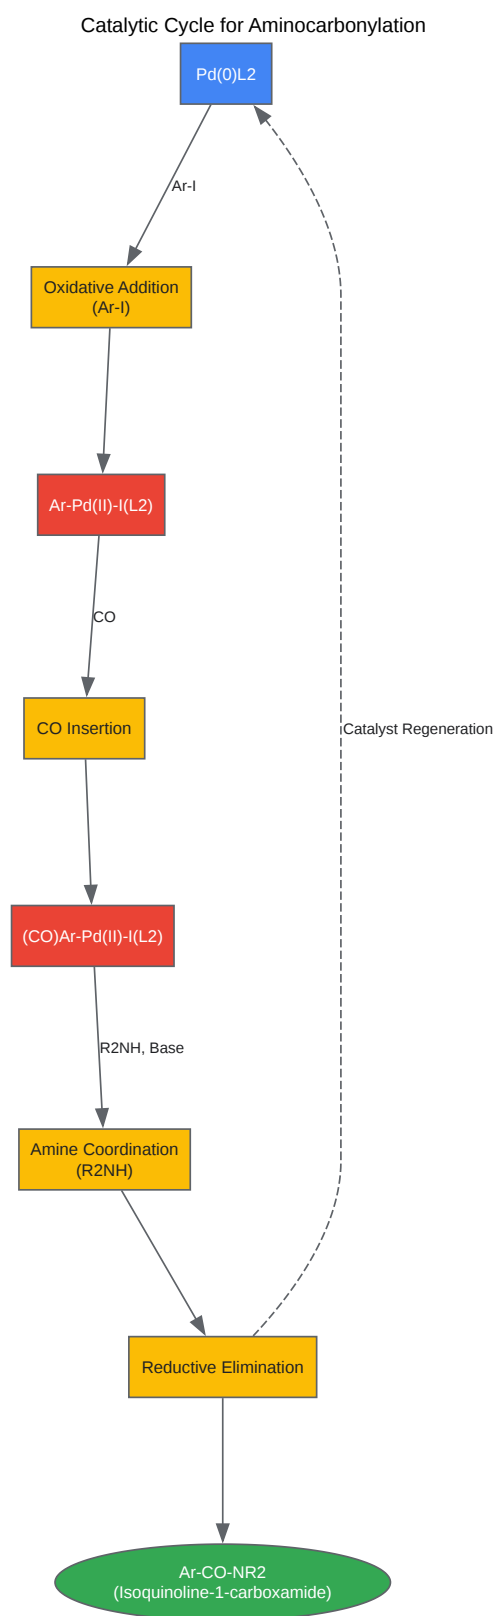 Catalytic Cycle for Aminocarbonylation
Pd(0)L2
Ar-I
Oxidative Addition
(Ar-I)
Ar-Pd(II)-I(L2)
CO
CO Insertion
Catalyst Regeneration
(CO)Ar-Pd(II)-I(L2)
R2NH, Base
Amine Coordination
(R2NH)
Reductive Elimination
Ar-CO-NR2
(Isoquinoline-1-carboxamide)